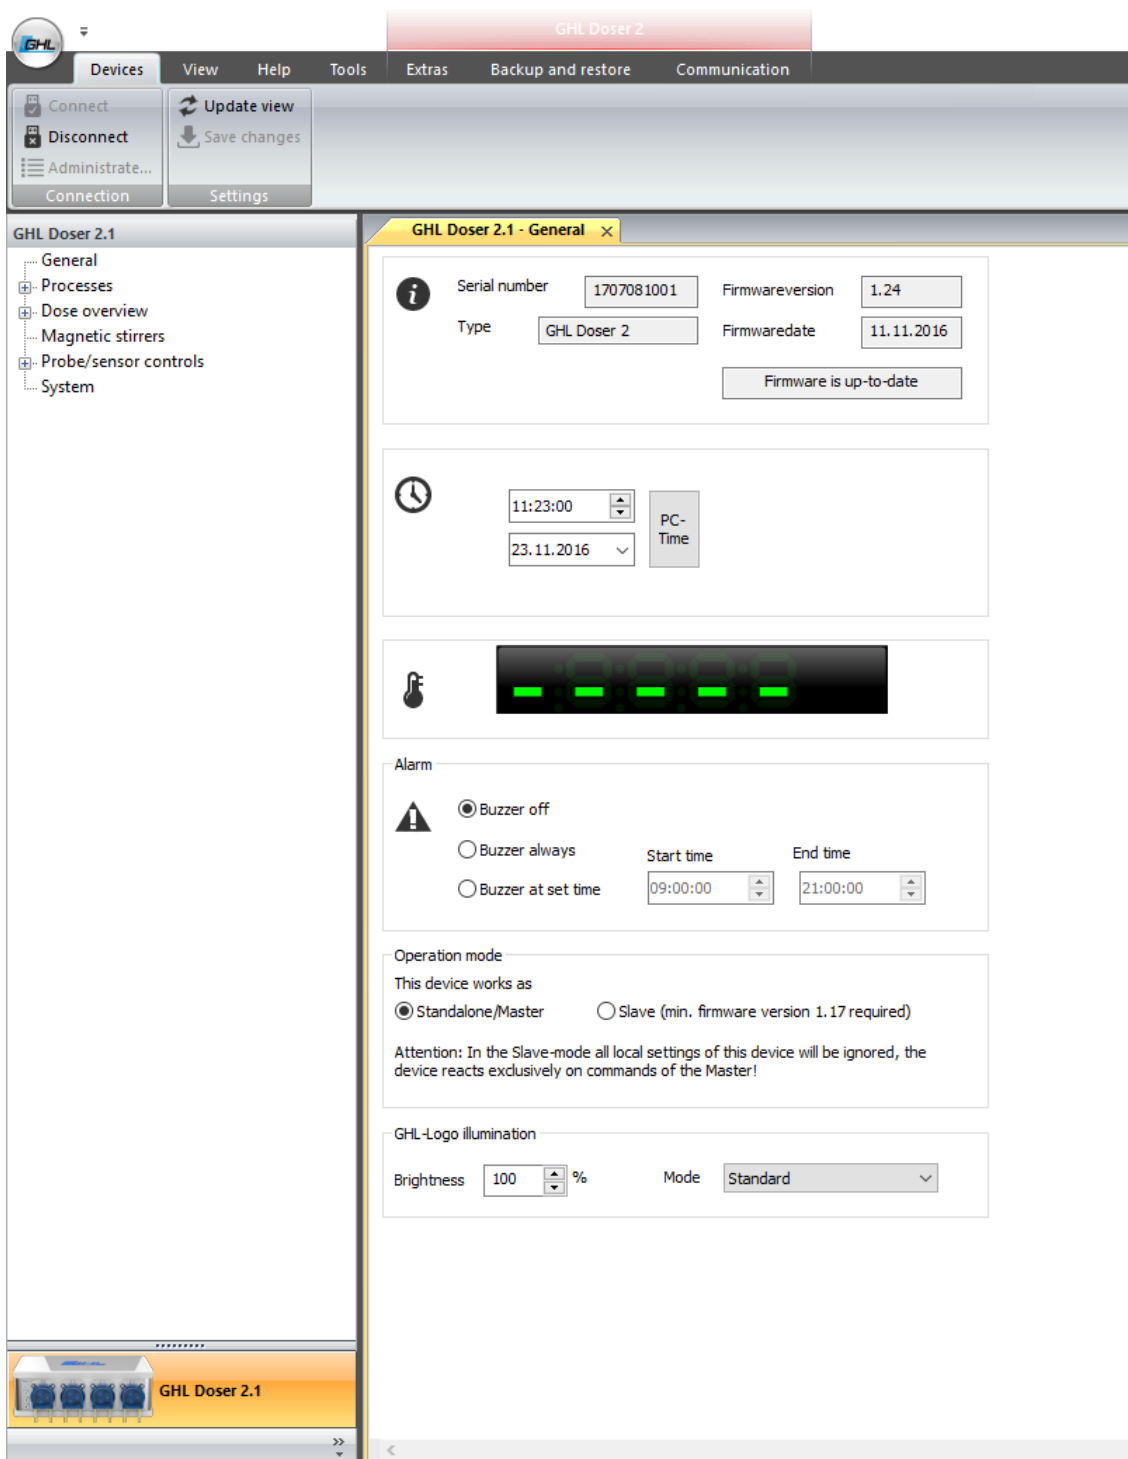 GHL
GHL Doser 2
Devices View Help Tools Extras Backup and restore Communication
Connect
Disconnect
Administrate...
Connection
Update view
Save changes
Settings
GHL Doser 2.1
General
Processes
Dose overview
Magnetic stirrers
Probe/sensor controls
System
GHL Doser 2.1 - General
Serial number 1707081001 Firmwareversion 1.24
Type GHL Doser 2 Firmwaredate 11.11.2016
Firmware is up-to-date
11:23:00
23.11.2016
PC-
Time
- - - - -
Alarm
Buzzer off
Buzzer always
Buzzer at set time
Start time End time
09:00:00 21:00:00
Operation mode
This device works as
Standalone/Master Slave (min. firmware version 1.17 required)
Attention: In the Slave-mode all local settings of this device will be ignored, the
device reacts exclusively on commands of the Master!
GHL-Logo illumination
Brightness 100 % Mode Standard
GHL Doser 2.1